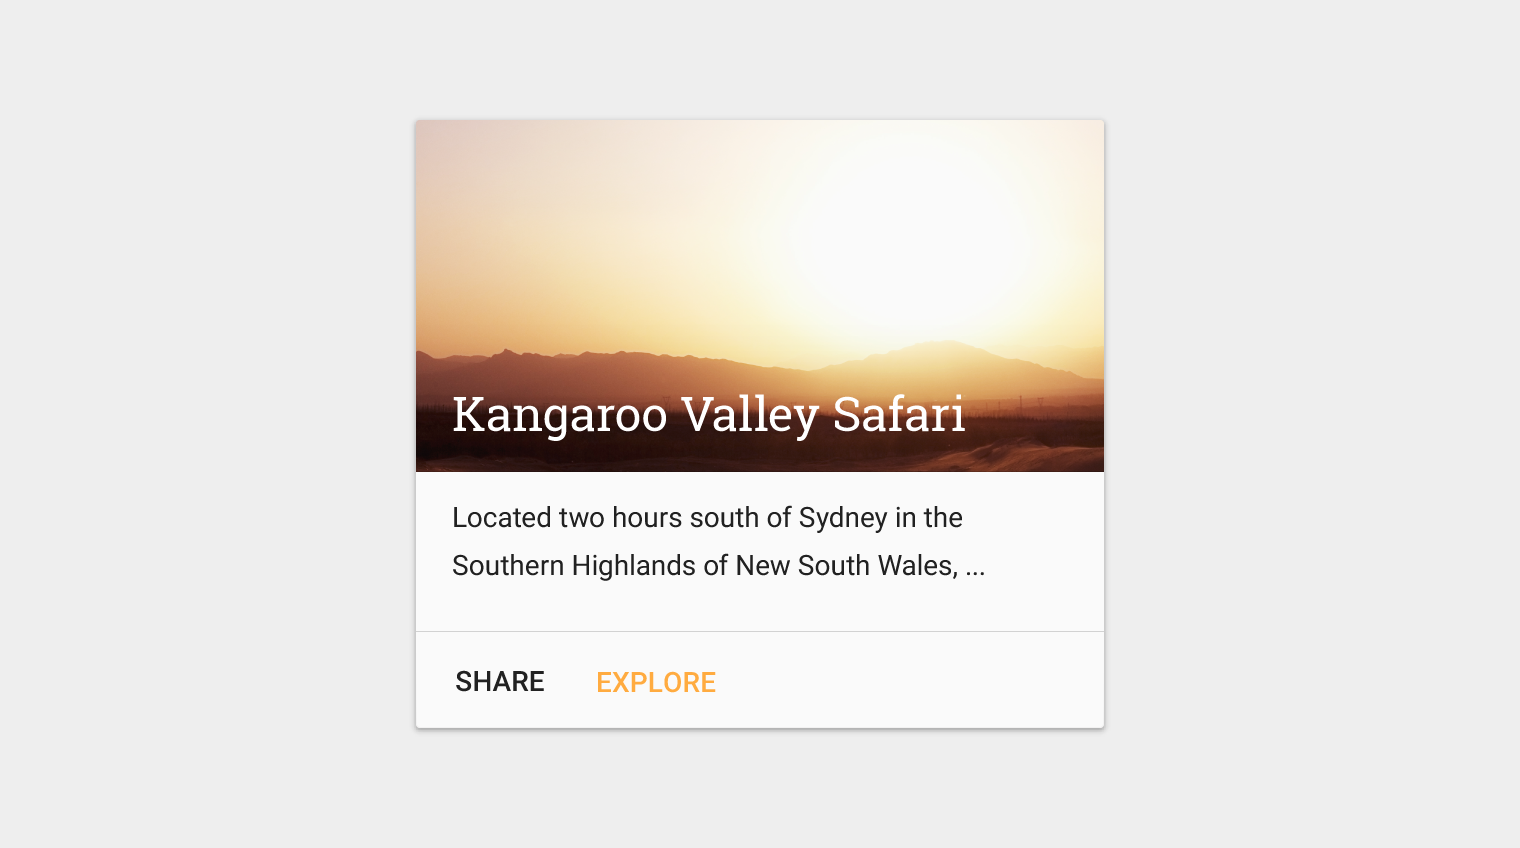 Kangaroo Valley Safari
Located two hours south of Sydney in the
Southern Highlands of New South Wales, ...
SHARE EXPLORE